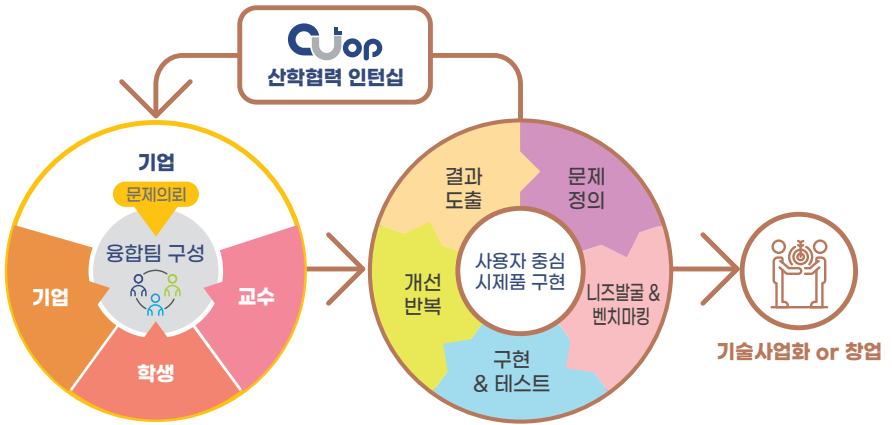 cutop
산학협력 인턴십
기업
문제의뢰
융합팀 구성
기업
교수
학생
결과
도출
문제
정의
사용자 중심
시제품 구현
개선
반복
니즈발굴 &
벤치마킹
구현
& 테스트
기술사업화 or 창업